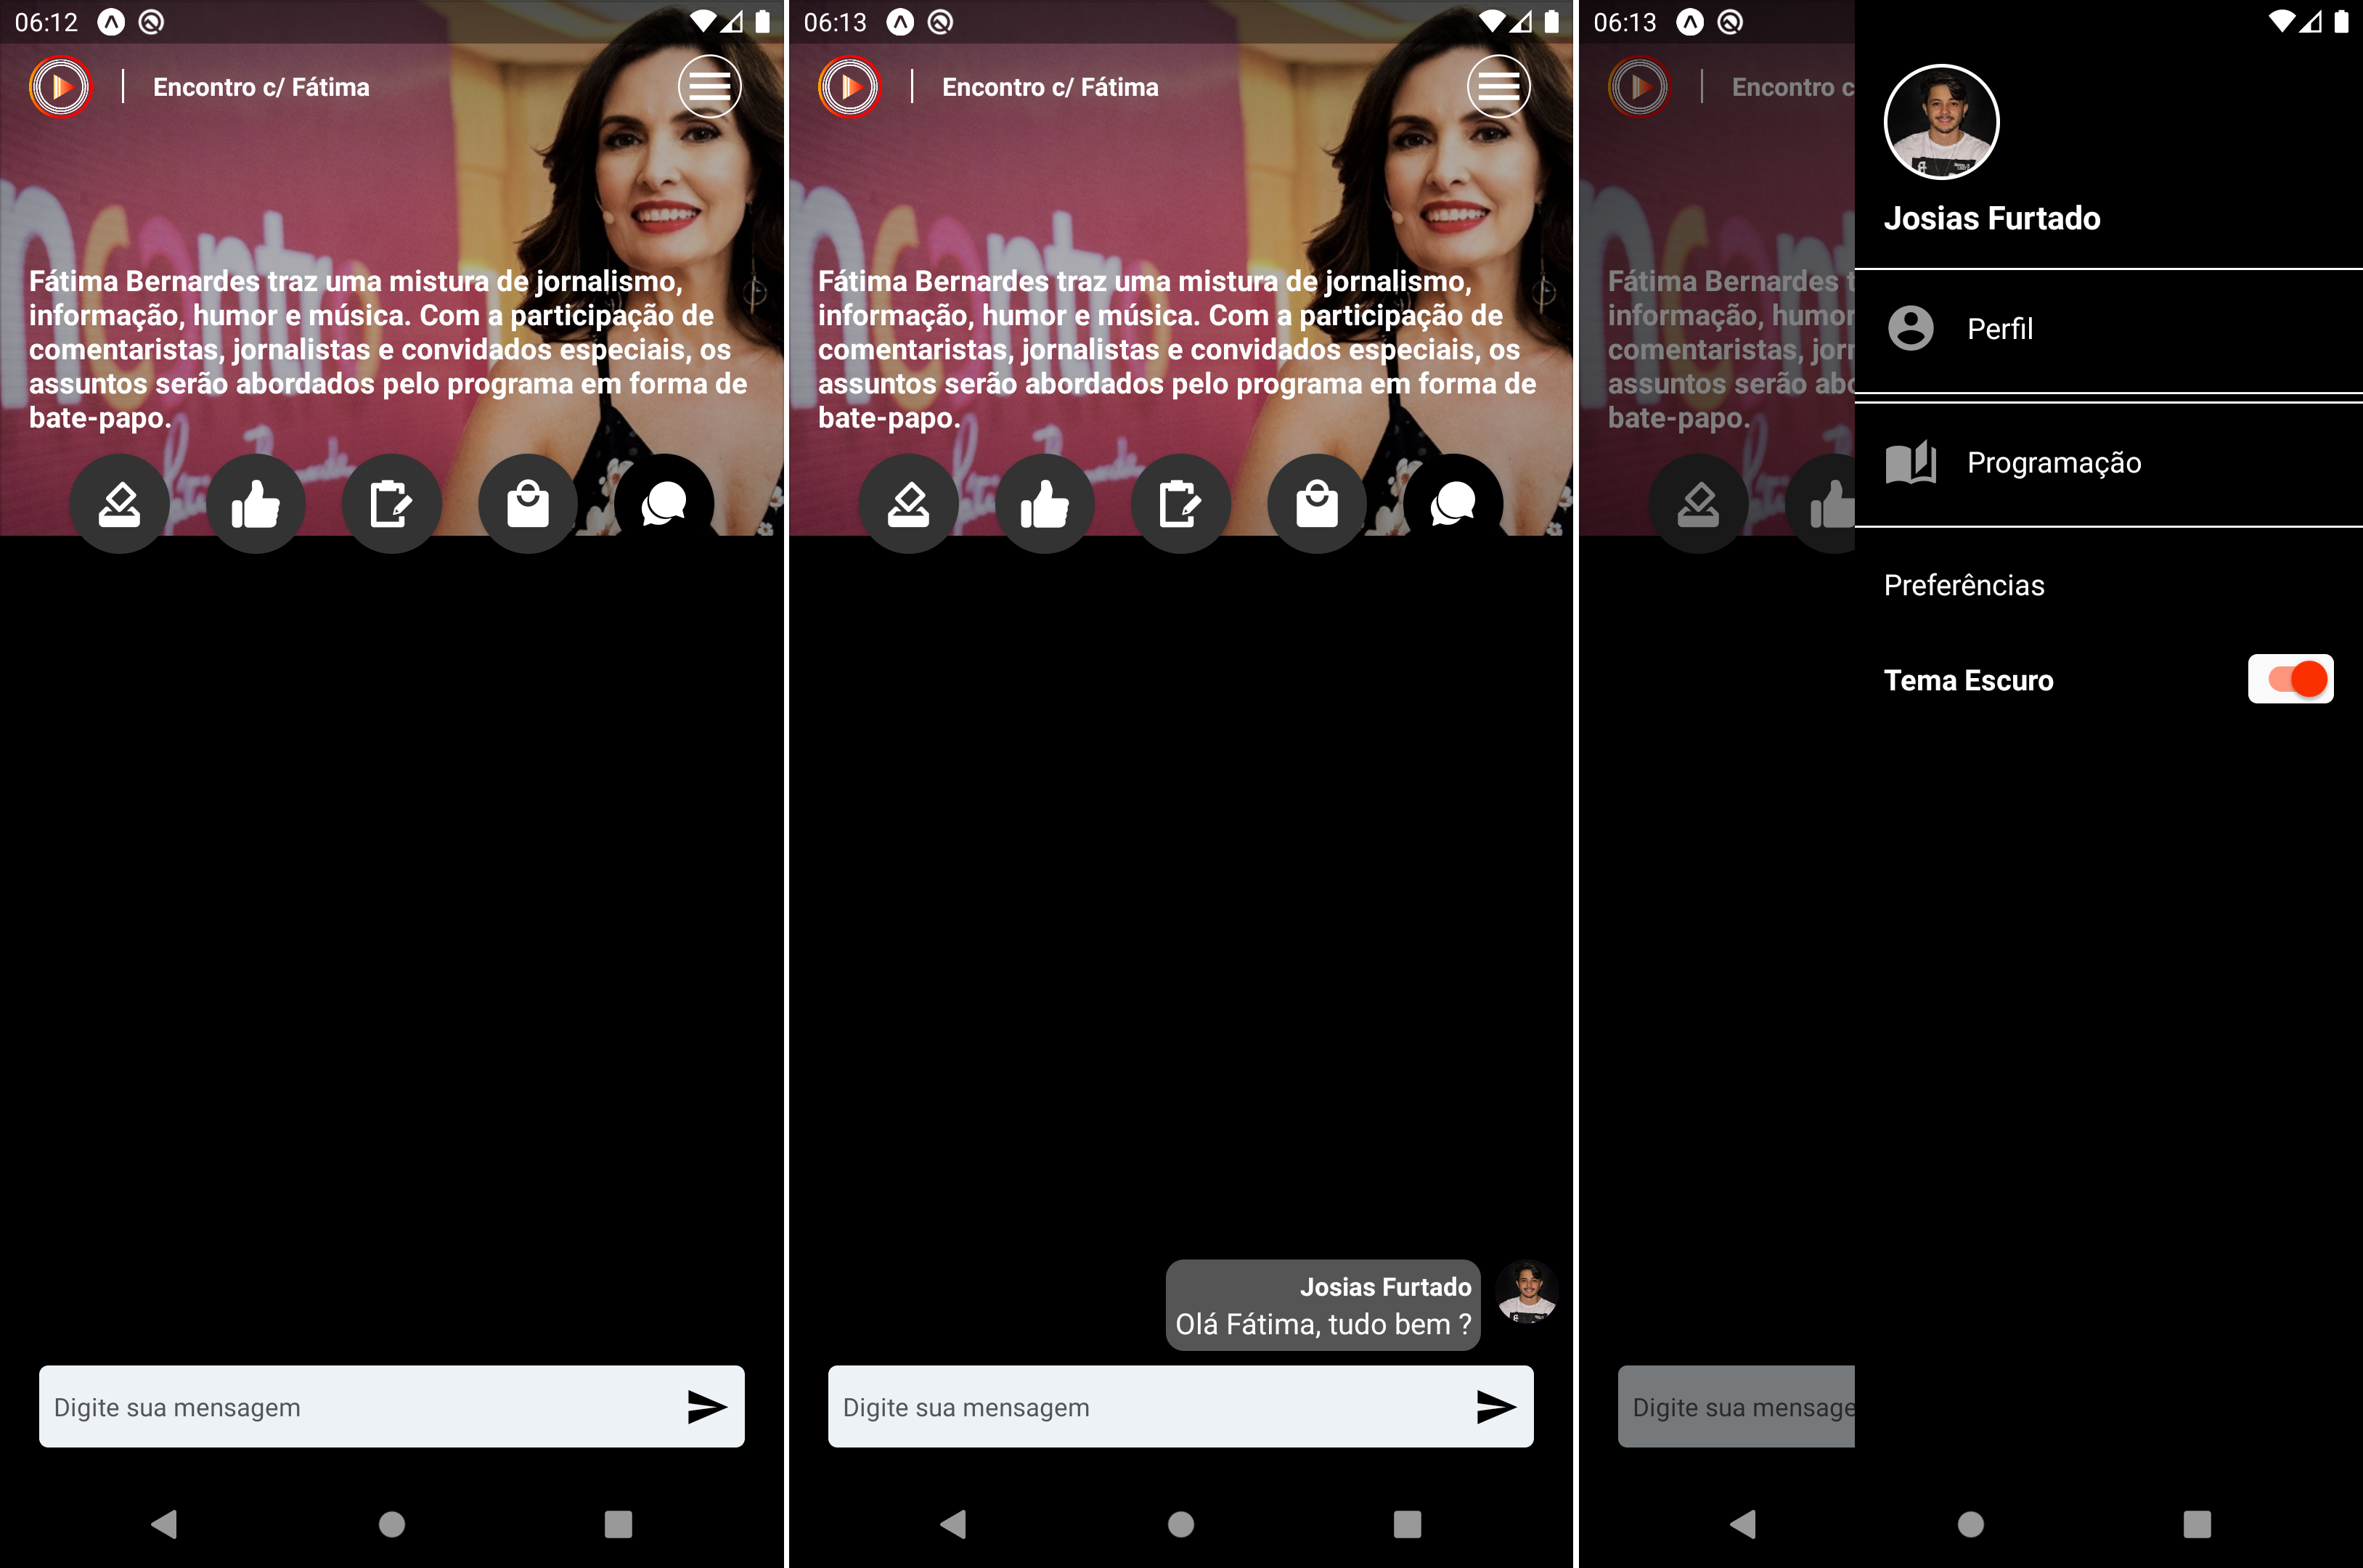 06:12
Encontro c/ Fátima
Fátima Bernardes traz uma mistura de jornalismo,
informação, humor e música. Com a participação de
comentaristas, jornalistas e convidados especiais, os
assuntos serão abordados pelo programa em forma de
bate-papo.
Digite sua mensagem
06:13
Encontro c/ Fátima
Fátima Bernardes traz uma mistura de jornalismo,
informação, humor e música. Com a participação de
comentaristas, jornalistas e convidados especiais, os
assuntos serão abordados pelo programa em forma de
bate-papo.
Josias Furtado
Olá Fátima, tudo bem ?
Digite sua mensagem
06:13
Encontro c
Fátima Bernardes t
informação, humor
comentaristas, jorr
assuntos serão abo
bate-papo.
Digite sua mensage
Josias Furtado
Perfil
Programação
Preferências
Tema Escuro